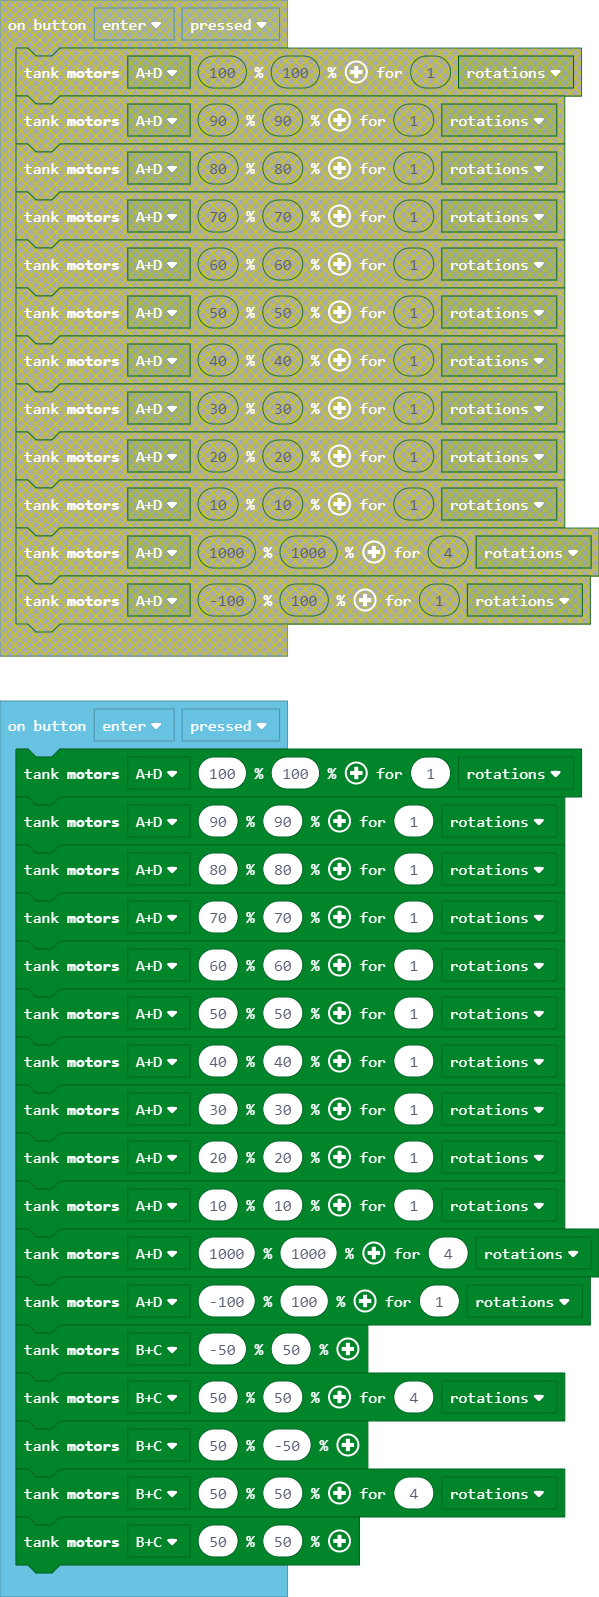 on button enter pressed
tank motors A+D 100 % 100 % for 1 rotations
tank motors A+D 90 % 90 % for 1 rotations
tank motors A+D 80 % 80 % for 1 rotations
tank motors A+D 70 % 70 % for 1 rotations
tank motors A+D 60 % 60 % for 1 rotations
tank motors A+D 50 % 50 % for 1 rotations
tank motors A+D 40 % 40 % for 1 rotations
tank motors A+D 30 % 30 % for 1 rotations
tank motors A+D 20 % 20 % for 1 rotations
tank motors A+D 10 % 10 % for 1 rotations
tank motors A+D 1000 % 1000 % for 4 rotations
tank motors A+D -100 % 100 % for 1 rotations
on button enter pressed
tank motors A+D 100 % 100 % for 1 rotations
tank motors A+D 90 % 90 % for 1 rotations
tank motors A+D 80 % 80 % for 1 rotations
tank motors A+D 70 % 70 % for 1 rotations
tank motors A+D 60 % 60 % for 1 rotations
tank motors A+D 50 % 50 % for 1 rotations
tank motors A+D 40 % 40 % for 1 rotations
tank motors A+D 30 % 30 % for 1 rotations
tank motors A+D 20 % 20 % for 1 rotations
tank motors A+D 10 % 10 % for 1 rotations
tank motors A+D 1000 % 1000 % for 4 rotations
tank motors A+D -100 % 100 % for 1 rotations
tank motors B+C -50 % 50 %
tank motors B+C 50 % 50 % for 4 rotations
tank motors B+C 50 % -50 %
tank motors B+C 50 % 50 % for 4 rotations
tank motors B+C 50 % 50 %